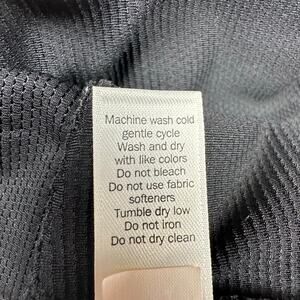 Machine wash cold
gentle cycle
Wash and dry
with like colors
Do not bleach
Do not use fabric
softeners
Tumble dry low
Do not iron
Do not dry clean